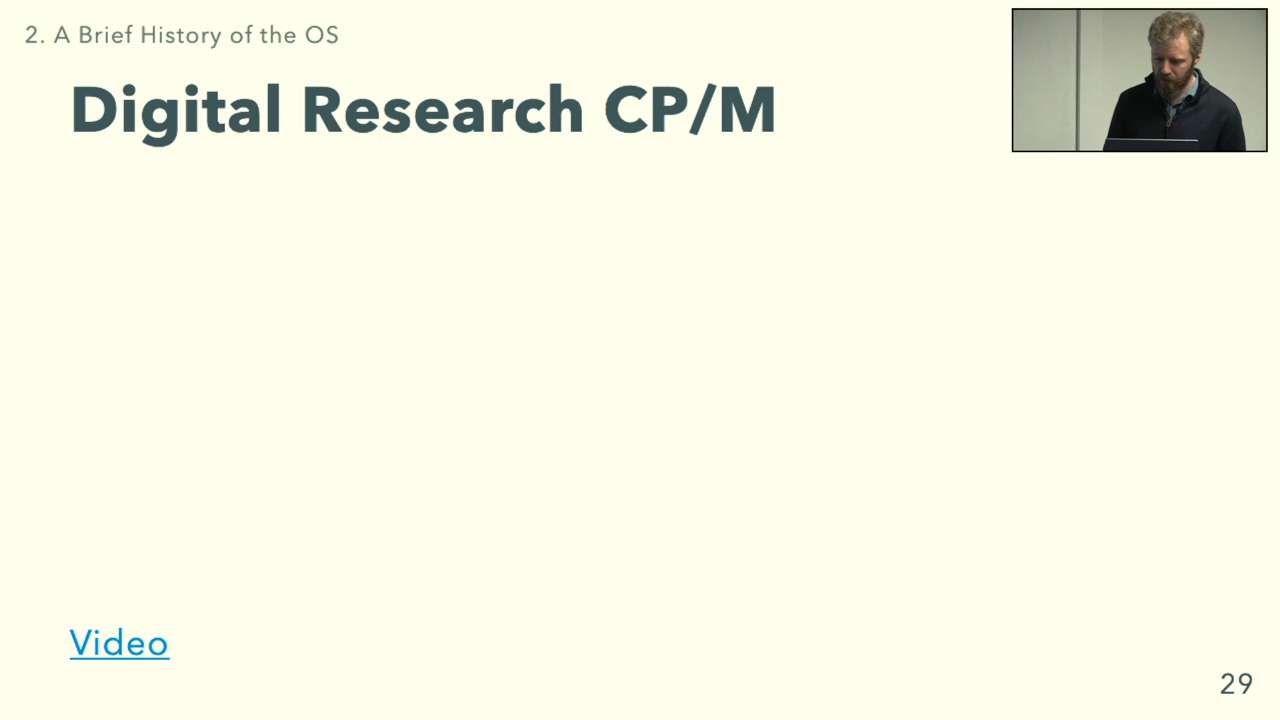 2. A Brief History of the OS
Digital Research CP/M
Video
29